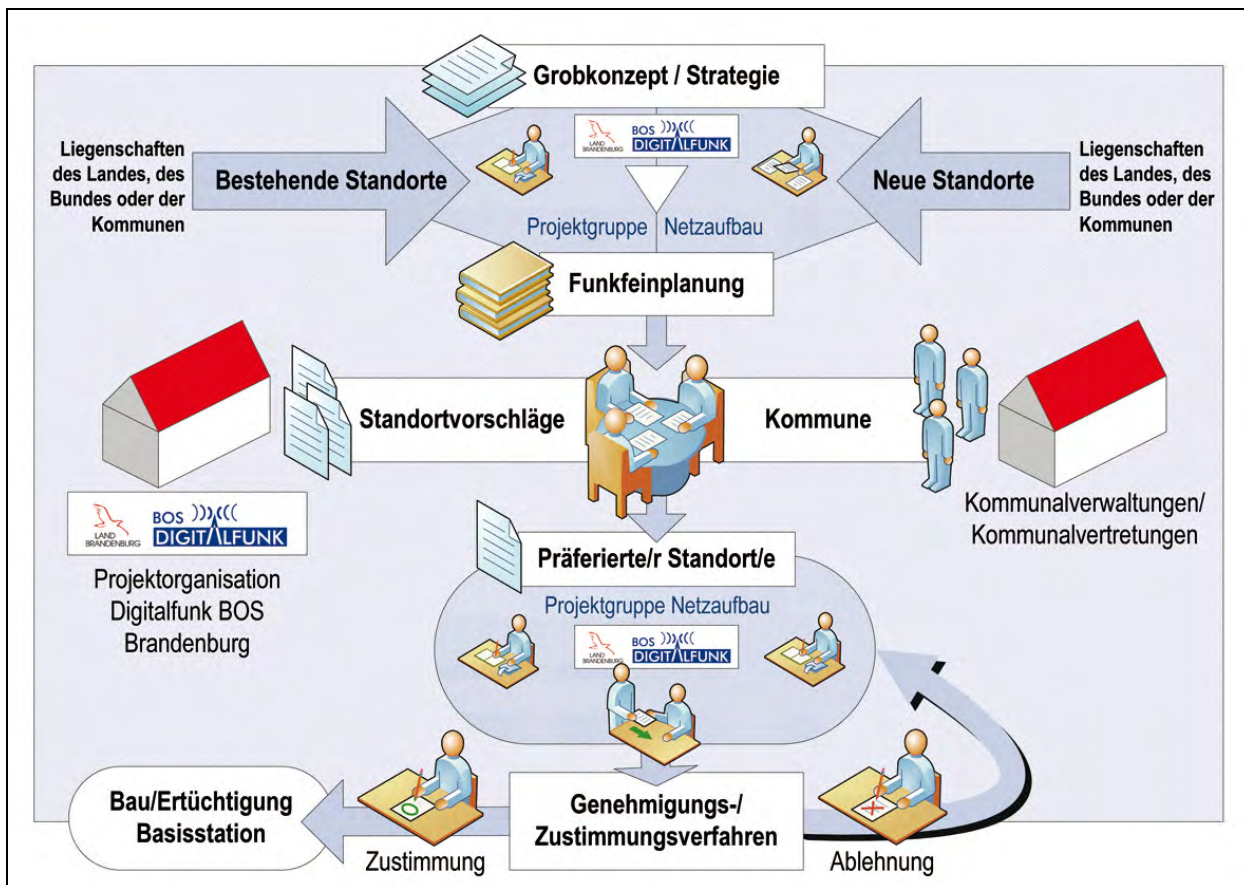 Grobkonzept / Strategie
LAND
BRANDENBURG
BOS
DIGITALFUNK
Liegenschaften
des Landes, des
Bundes oder der
Kommunen
Bestehende Standorte
Neue Standorte
Liegenschaften
des Landes, des
Bundes oder der
Kommunen
Projektgruppe Netzaufbau
Funkfeinplanung
Standortvorschläge
Kommune
LAND
BRANDENBURG
BOS
DIGITALFUNK
Projektorganisation
Digitalfunk BOS
Brandenburg
Kommunalverwaltungen/
Kommunalvertretungen
Präferierte/r Standort/e
Projektgruppe Netzaufbau
LAND
BRANDENBURG
BOS
DIGITALFUNK
Bau/Ertüchtigung
Basisstation
Zustimmung
Genehmigungs-/
Zustimmungsverfahren
Ablehnung